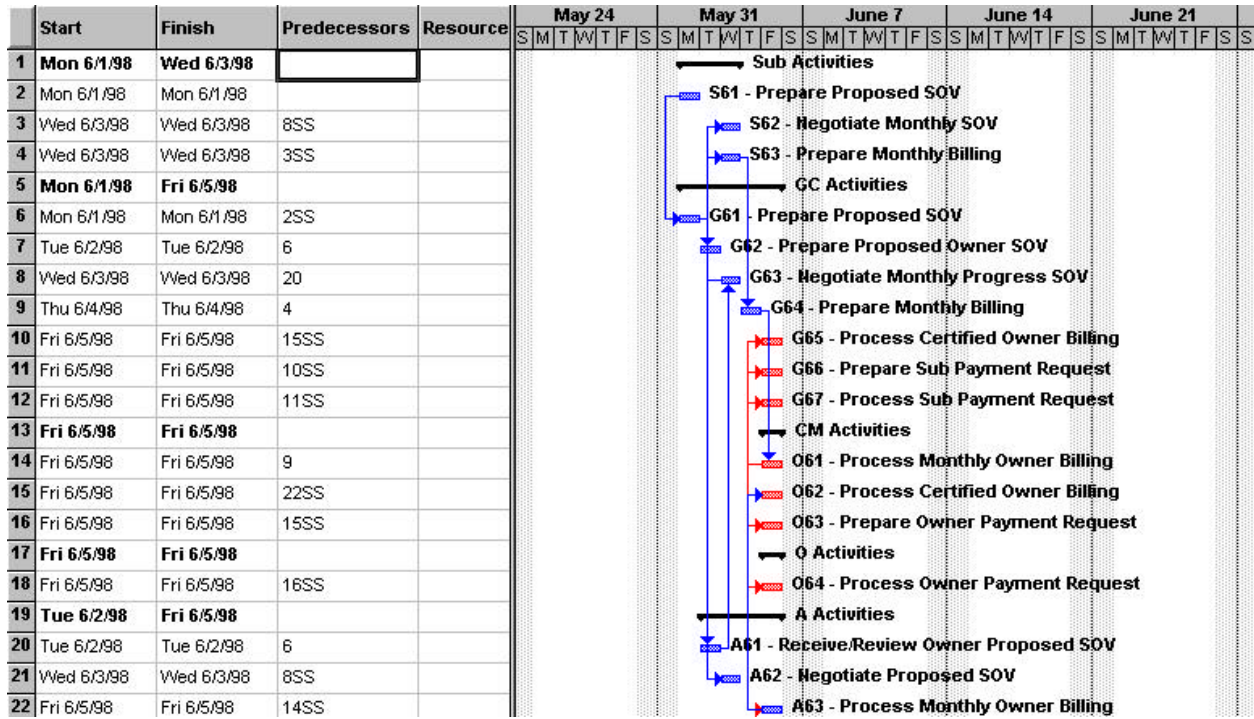 May 24 May 31 June 7 June 14 June 21
Start Finish Predecessors Resource S M T W T F S S M T W T F S S M T W T F S S M T W T F S S M T W T F S S
1 Mon 6/1/98 Wed 6/3/98 Sub Activities
2 Mon 6/1/98 Mon 6/1/98 S61 - Prepare Proposed SOV
3 Wed 6/3/98 Wed 6/3/98 8SS S62 - Negotiate Monthly SOV
4 Wed 6/3/98 Wed 6/3/98 3SS S63 - Prepare Monthly Billing
5 Mon 6/1/98 Fri 6/5/98 GC Activities
6 Mon 6/1/98 Mon 6/1/98 2SS G61 - Prepare Proposed SOV
7 Tue 6/2/98 Tue 6/2/98 6 G62 - Prepare Proposed Owner SOV
8 Wed 6/3/98 Wed 6/3/98 20 G63 - Negotiate Monthly Progress SOV
9 Thu 6/4/98 Thu 6/4/98 4 G64 - Prepare Monthly Billing
10 Fri 6/5/98 Fri 6/5/98 15SS G65 - Process Certified Owner Billing
11 Fri 6/5/98 Fri 6/5/98 10SS G66 - Prepare Sub Payment Request
12 Fri 6/5/98 Fri 6/5/98 11SS G67 - Process Sub Payment Request
13 Fri 6/5/98 Fri 6/5/98 CM Activities
14 Fri 6/5/98 Fri 6/5/98 9 O61 - Process Monthly Owner Billing
15 Fri 6/5/98 Fri 6/5/98 22SS O62 - Process Certified Owner Billing
16 Fri 6/5/98 Fri 6/5/98 15SS O63 - Prepare Owner Payment Request
17 Fri 6/5/98 Fri 6/5/98 O Activities
18 Fri 6/5/98 Fri 6/5/98 16SS O64 - Process Owner Payment Request
19 Tue 6/2/98 Fri 6/5/98 A Activities
20 Tue 6/2/98 Tue 6/2/98 6 A61 - Receive/Review Owner Proposed SOV
21 Wed 6/3/98 Wed 6/3/98 8SS A62 - Negotiate Proposed SOV
22 Fri 6/5/98 Fri 6/5/98 14SS A63 - Process Monthly Owner Billing